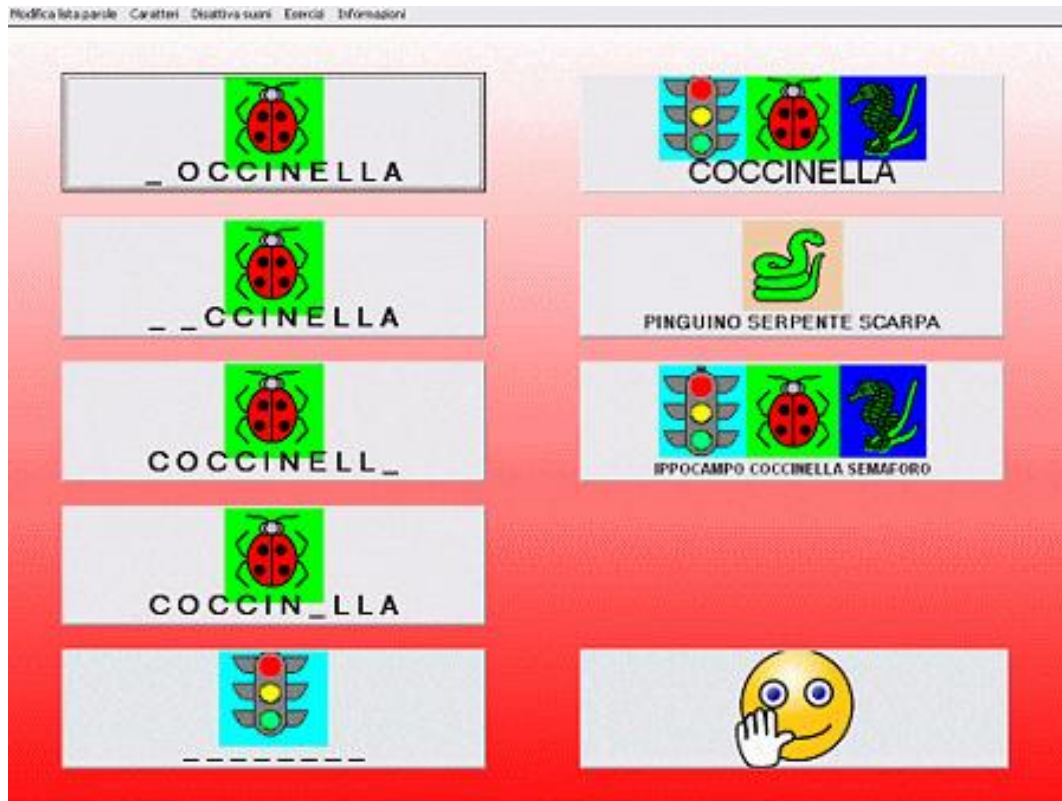 Modifica lista parole Caratteri Disattiva suoni Esercizi Informazioni
_ OCCINELLA
_ _CCINELLA
COCCINELL_
COCCIN_LLA
_ _ _ _ _ _ _ _
COCCINELLA
PINGUINO SERPENTE SCARPA
IPPOCAMPO COCCINELLA SEMAFORO